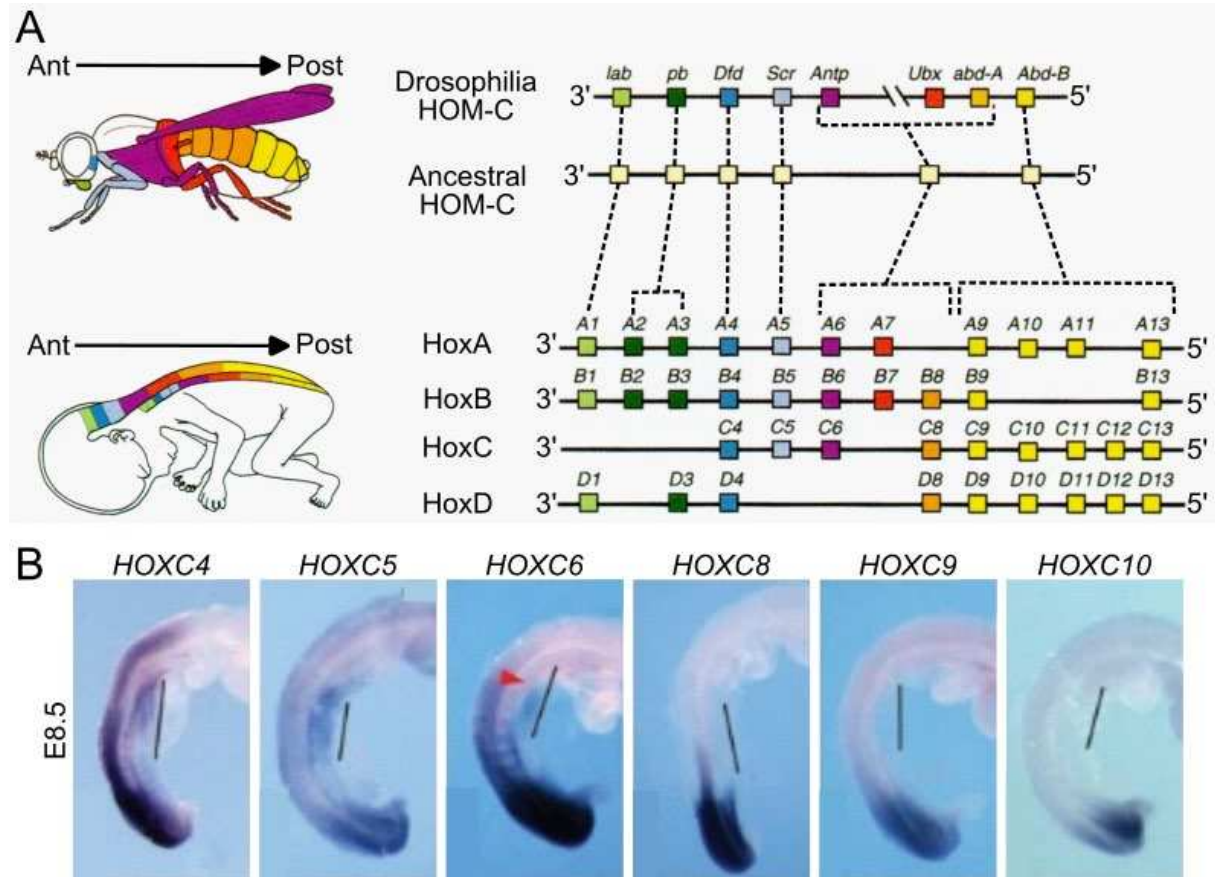 A
Ant Post
Drosophilia
HOM-C
3' lab pb Dfd Scr Antp Ubx abd-A Abd-B 5'
Ancestral
HOM-C
3' 5'
Ant Post
HoxA 3' A1 A2 A3 A4 A5 A6 A7 A9 A10 A11 A13 5'
HoxB 3' B1 B2 B3 B4 B5 B6 B7 B8 B9 B13 5'
HoxC 3' C4 C5 C6 C8 C9 C10 C11 C12 C13 5'
HoxD 3' D1 D3 D4 D8 D9 D10 D11 D12 D13 5'
B
HOXC4 HOXC5 HOXC6 HOXC8 HOXC9 HOXC10
E8.5